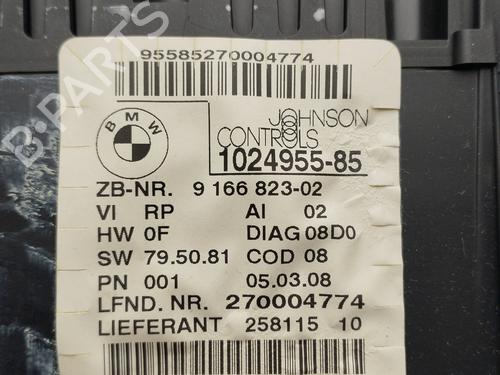 95585270004774
BMW
JOHNSON
CONTROLS
1024955-85
ZB-NR. 9 166 823-02
VI RP AI 02
HW 0F DIAG 08D0
SW 79.50.81 COD 08
PN 001 05.03.08
LFND. NR. 270004774
LIEFERANT 258115 10